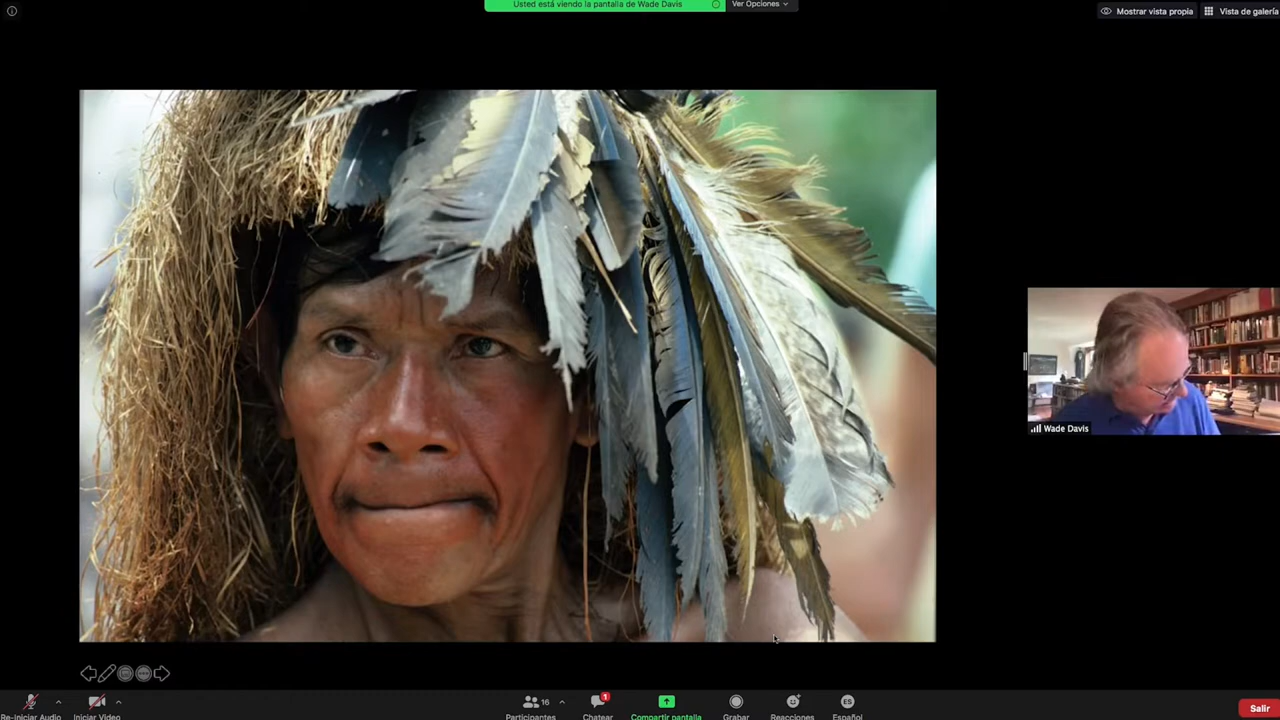 Usted está viendo la pantalla de Wade Davis
Ver Opciones
Mostrar vista propia
Vista de galería
Wade Davis
Re-Iniciar Audio
Iniciar Video
16
Participantes
1
Chatear
Compartir pantalla
Grabar
Reacciones
ES
Español
Salir